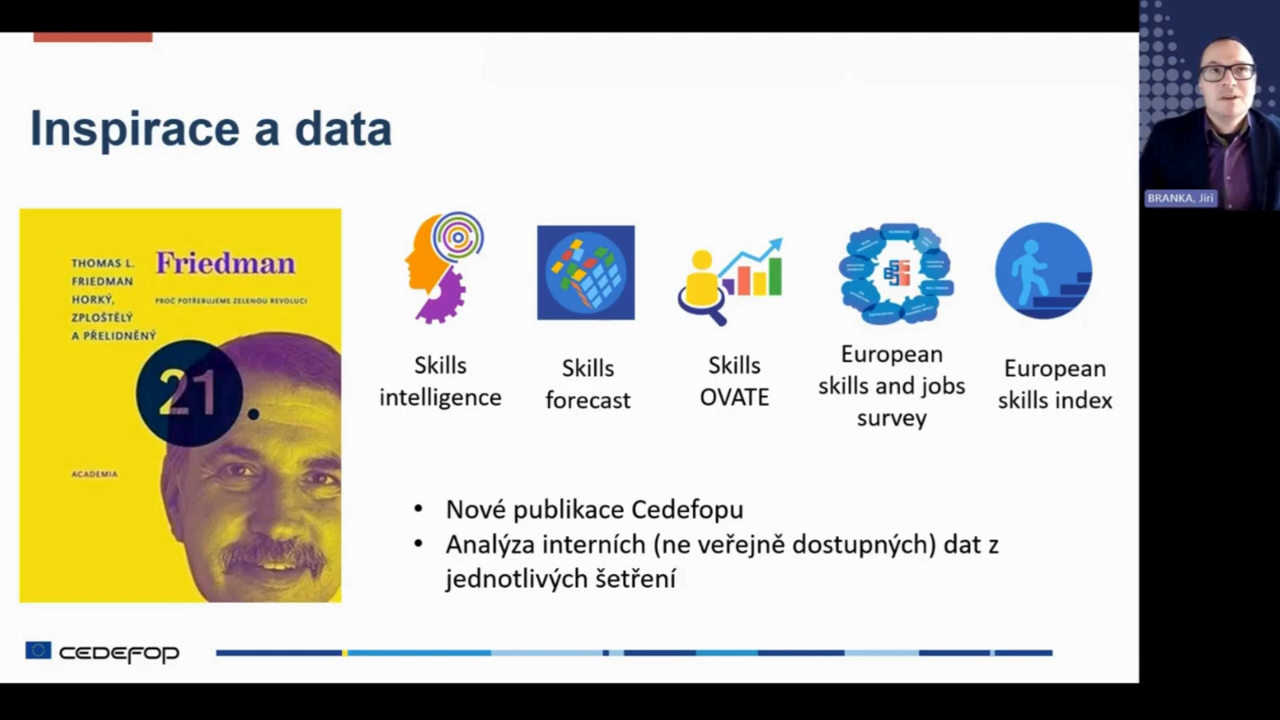 Inspirace a data
THOMAS L.
FRIEDMAN
HORKÝ,
ZPLOŠTĚLÝ
A PŘELIDNĚNÝ
Friedman
PROČ POTŘEBUJEME ZELENOU REVOLUCI
21.
ACADEMIA
Skills
intelligence
Skills
forecast
Skills
OVATE
European
skills and jobs
survey
European
skills index
• Nové publikace Cedefopu
• Analýza interních (ne veřejně dostupných) dat z
jednotlivých šetření
CEDEFOP
BRANKA, Jiri